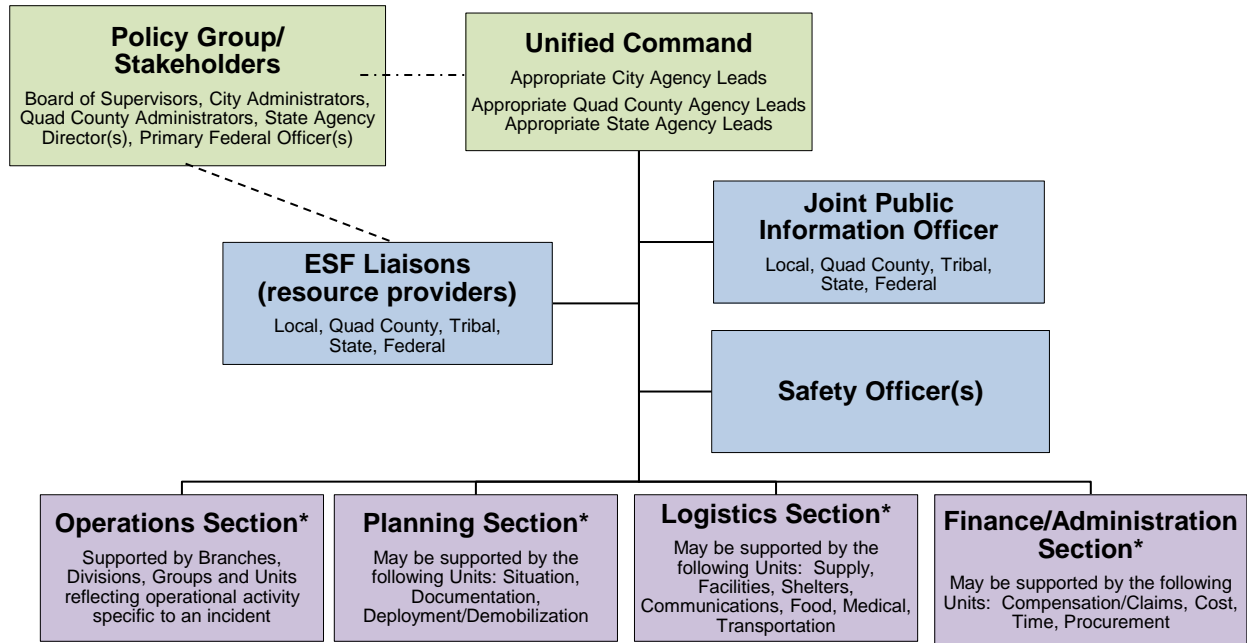 Policy Group/
Stakeholders
Board of Supervisors, City Administrators,
Quad County Administrators, State Agency
Director(s), Primary Federal Officer(s)
Unified Command
Appropriate City Agency Leads
Appropriate Quad County Agency Leads
Appropriate State Agency Leads
Joint Public
Information Officer
Local, Quad County, Tribal,
State, Federal
ESF Liaisons
(resource providers)
Local, Quad County, Tribal,
State, Federal
Safety Officer(s)
Operations Section*
Supported by Branches,
Divisions, Groups and Units
reflecting operational activity
specific to an incident
Planning Section*
May be supported by the
following Units: Situation,
Documentation,
Deployment/Demobilization
Logistics Section*
May be supported by the
following Units: Supply,
Facilities, Shelters,
Communications, Food, Medical,
Transportation
Finance/Administration
Section*
May be supported by the following
Units: Compensation/Claims, Cost,
Time, Procurement